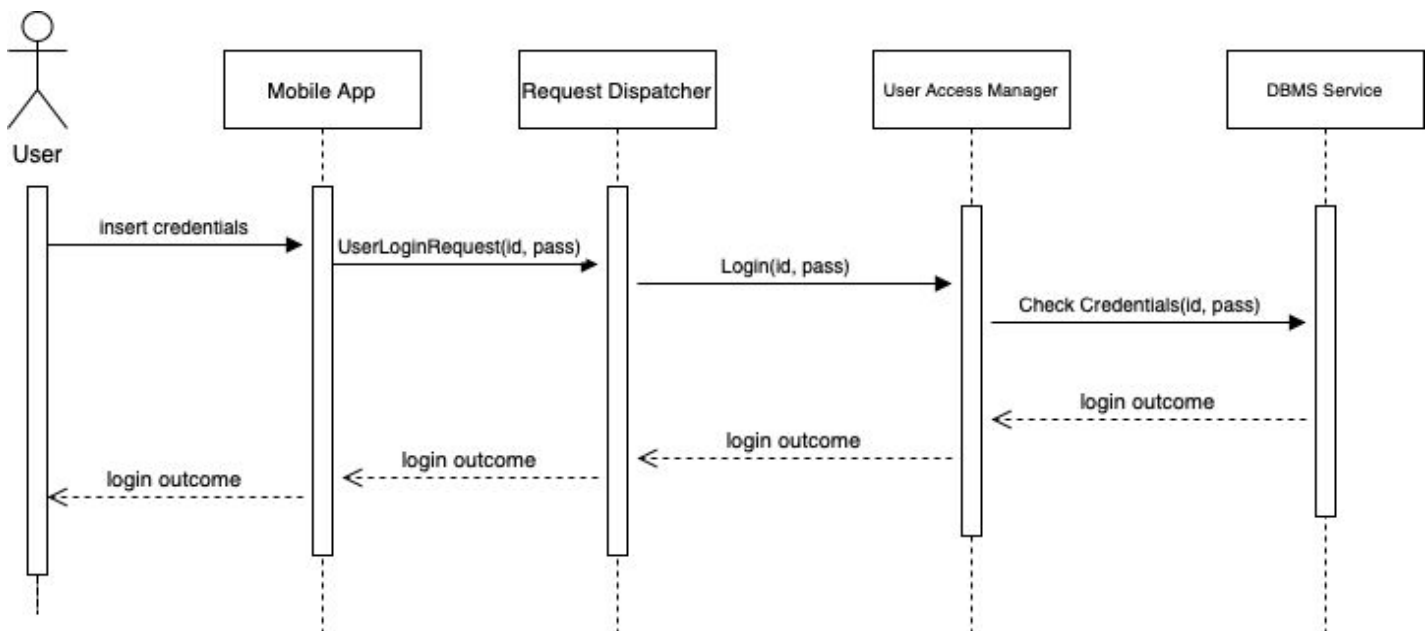 Mobile App
Request Dispatcher
User Access Manager
DBMS Service
User
insert credentials
UserLoginRequest(id, pass)
Login(id, pass)
Check Credentials(id, pass)
login outcome
login outcome
login outcome
login outcome